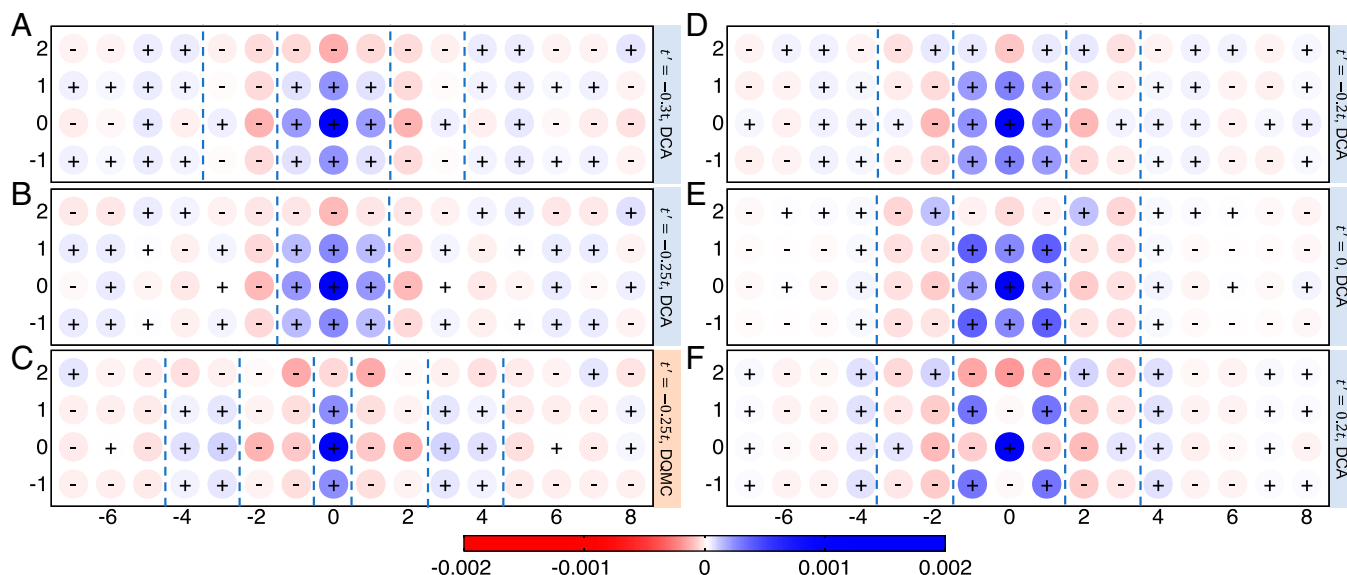 A
2 - - + + - - - - - - - + + - - +
1 + + + + - - + + + - - + + + + -
0 - - + - + - + + + - + - + - - -
-1 + + + + - - + + + - - + + + + -
t′ = −0.3t, DCA
B
2 - - + + - - - - - - - + + - - +
1 + + + - + - + + + - + - + + + -
0 - + - - + - + + + - + - - + - +
-1 + + + - + - + + + - + - + + + -
t′ = −0.25t, DCA
C
2 + - - - - - - - - - - - - - + -
1 - - - + + - - + - - + + - - - +
0 - + - + + - - + - - + + - + - +
-1 - - - + + - - + - - + + - - - -
t′ = −0.25t, DQMC
-6 -4 -2 0 2 4 6 8
D
2 - + + - - + + - + + - - + + - +
1 - - + + - - + + + - - + + - - +
0 + - + + + - + + + - + + + - + +
-1 - - + + - - + + + - - + + - - +
t′ = −0.2t, DCA
E
2 - + + + - + - - - + - + + + - -
1 - - - + - - + + + - - + - - - -
0 - + - + - - + + + - - + - + - +
-1 - - - + - - + + + - - + - - - -
t′ = 0, DCA
F
2 + - - + - + - - - + - + - - + +
1 + - - + - - + - + - - + - - + +
0 + - - + + - - + - - + + - - + +
-1 + - - + - - + - + - - + - - + +
t′ = 0.2t, DCA
-6 -4 -2 0 2 4 6 8
-0.002 -0.001 0 0.001 0.002